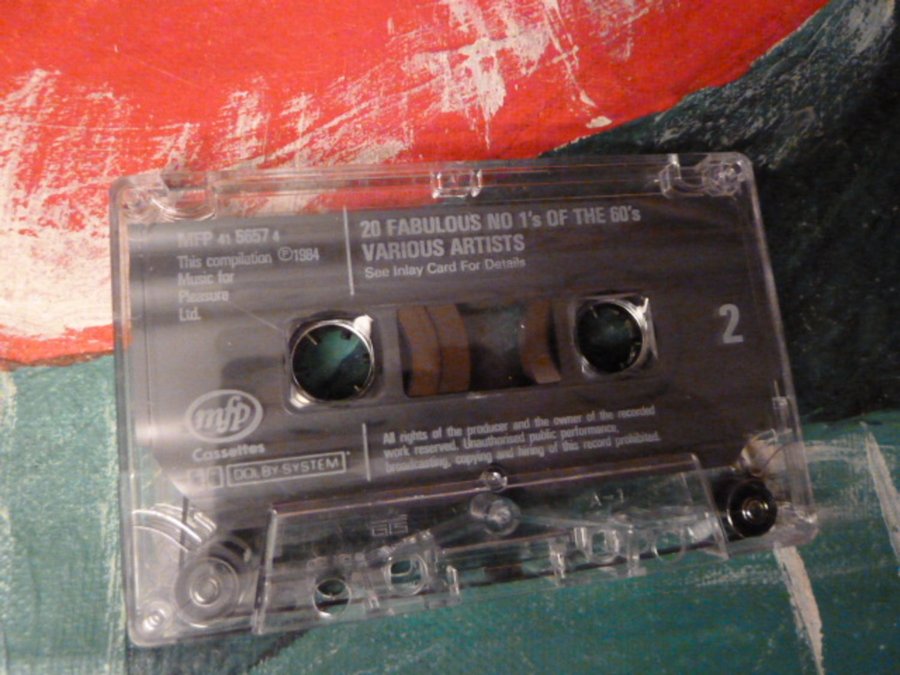 MFP 41 5657 4
This compilation ℗1984
Music for
Pleasure
Ltd.
20 FABULOUS NO 1's OF THE 60's
VARIOUS ARTISTS
See Inlay Card For Details
2
mfp
Cassettes
DOLBY SYSTEM
All rights of the producer and the owner of the recorded
work reserved. Unauthorised public performance,
broadcasting, copying and hiring of this record prohibited.
A-1